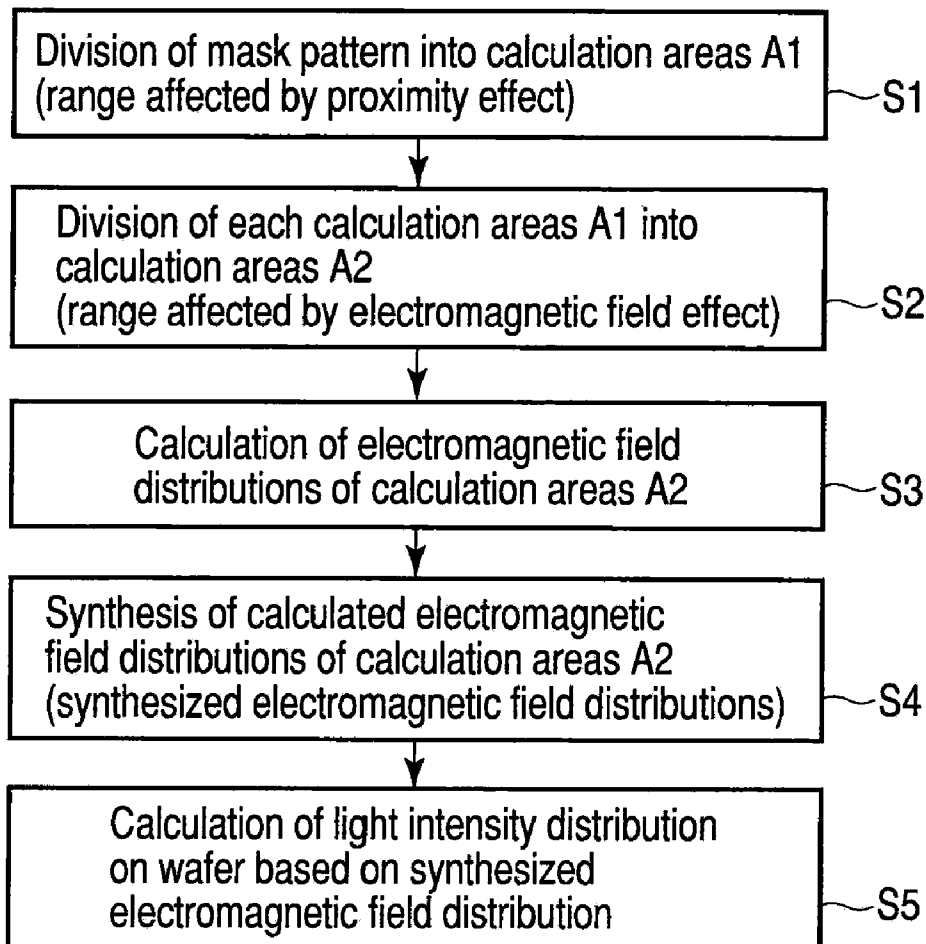 Division of mask pattern into calculation areas A1
(range affected by proximity effect)
S1
Division of each calculation areas A1 into
calculation areas A2
(range affected by electromagnetic field effect)
S2
Calculation of electromagnetic field
distributions of calculation areas A2
S3
Synthesis of calculated electromagnetic
field distributions of calculation areas A2
(synthesized electromagnetic field distributions)
S4
Calculation of light intensity distribution
on wafer based on synthesized
electromagnetic field distribution
S5